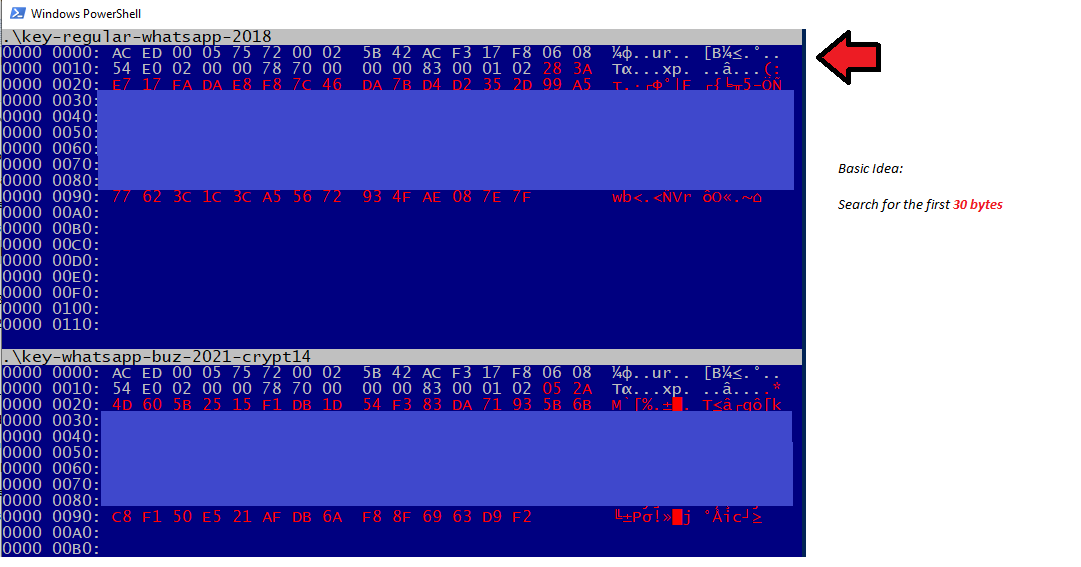 Windows PowerShell
.\key-regular-whatsapp-2018
0000 0000: AC ED 00 05 75 72 00 02 5B 42 AC F3 17 F8 06 08 ¼φ..ur.. [B¼≤.°..
0000 0010: 54 E0 02 00 00 78 70 00 00 00 83 00 01 02 28 3A Tα...xp. ..â...(:
0000 0020: E7 17 FA DA E8 F8 7C 46 DA 7B D4 D2 35 2D 99 A5 τ.·┌Φ°|F ┌{╘╥5-ÖÑ
0000 0030:
0000 0040:
0000 0050:
0000 0060:
0000 0070:
0000 0080:
0000 0090: 77 62 3C 1C 3C A5 56 72 93 4F AE 08 7E 7F wb<.<ÑVr ôO«.~⌂
0000 00A0:
0000 00B0:
0000 00C0:
0000 00D0:
0000 00E0:
0000 00F0:
0000 0100:
0000 0110:
Basic Idea:
Search for the first 30 bytes
.\key-whatsapp-buz-2021-crypt14
0000 0000: AC ED 00 05 75 72 00 02 5B 42 AC F3 17 F8 06 08 ¼φ..ur.. [B¼≤.°..
0000 0010: 54 E0 02 00 00 78 70 00 00 00 83 00 01 02 05 2A Tα...xp. ..â....*
0000 0020: 4D 60 5B 25 15 F1 DB 1D 54 F3 83 DA 71 93 5B 6B M`[%.±█. T≤â┌qô[k
0000 0030:
0000 0040:
0000 0050:
0000 0060:
0000 0070:
0000 0080:
0000 0090: C8 F1 50 E5 21 AF DB 6A F8 8F 69 63 D9 F2 ╚±Pσ!»█j °Åic┘≥
0000 00A0:
0000 00B0: